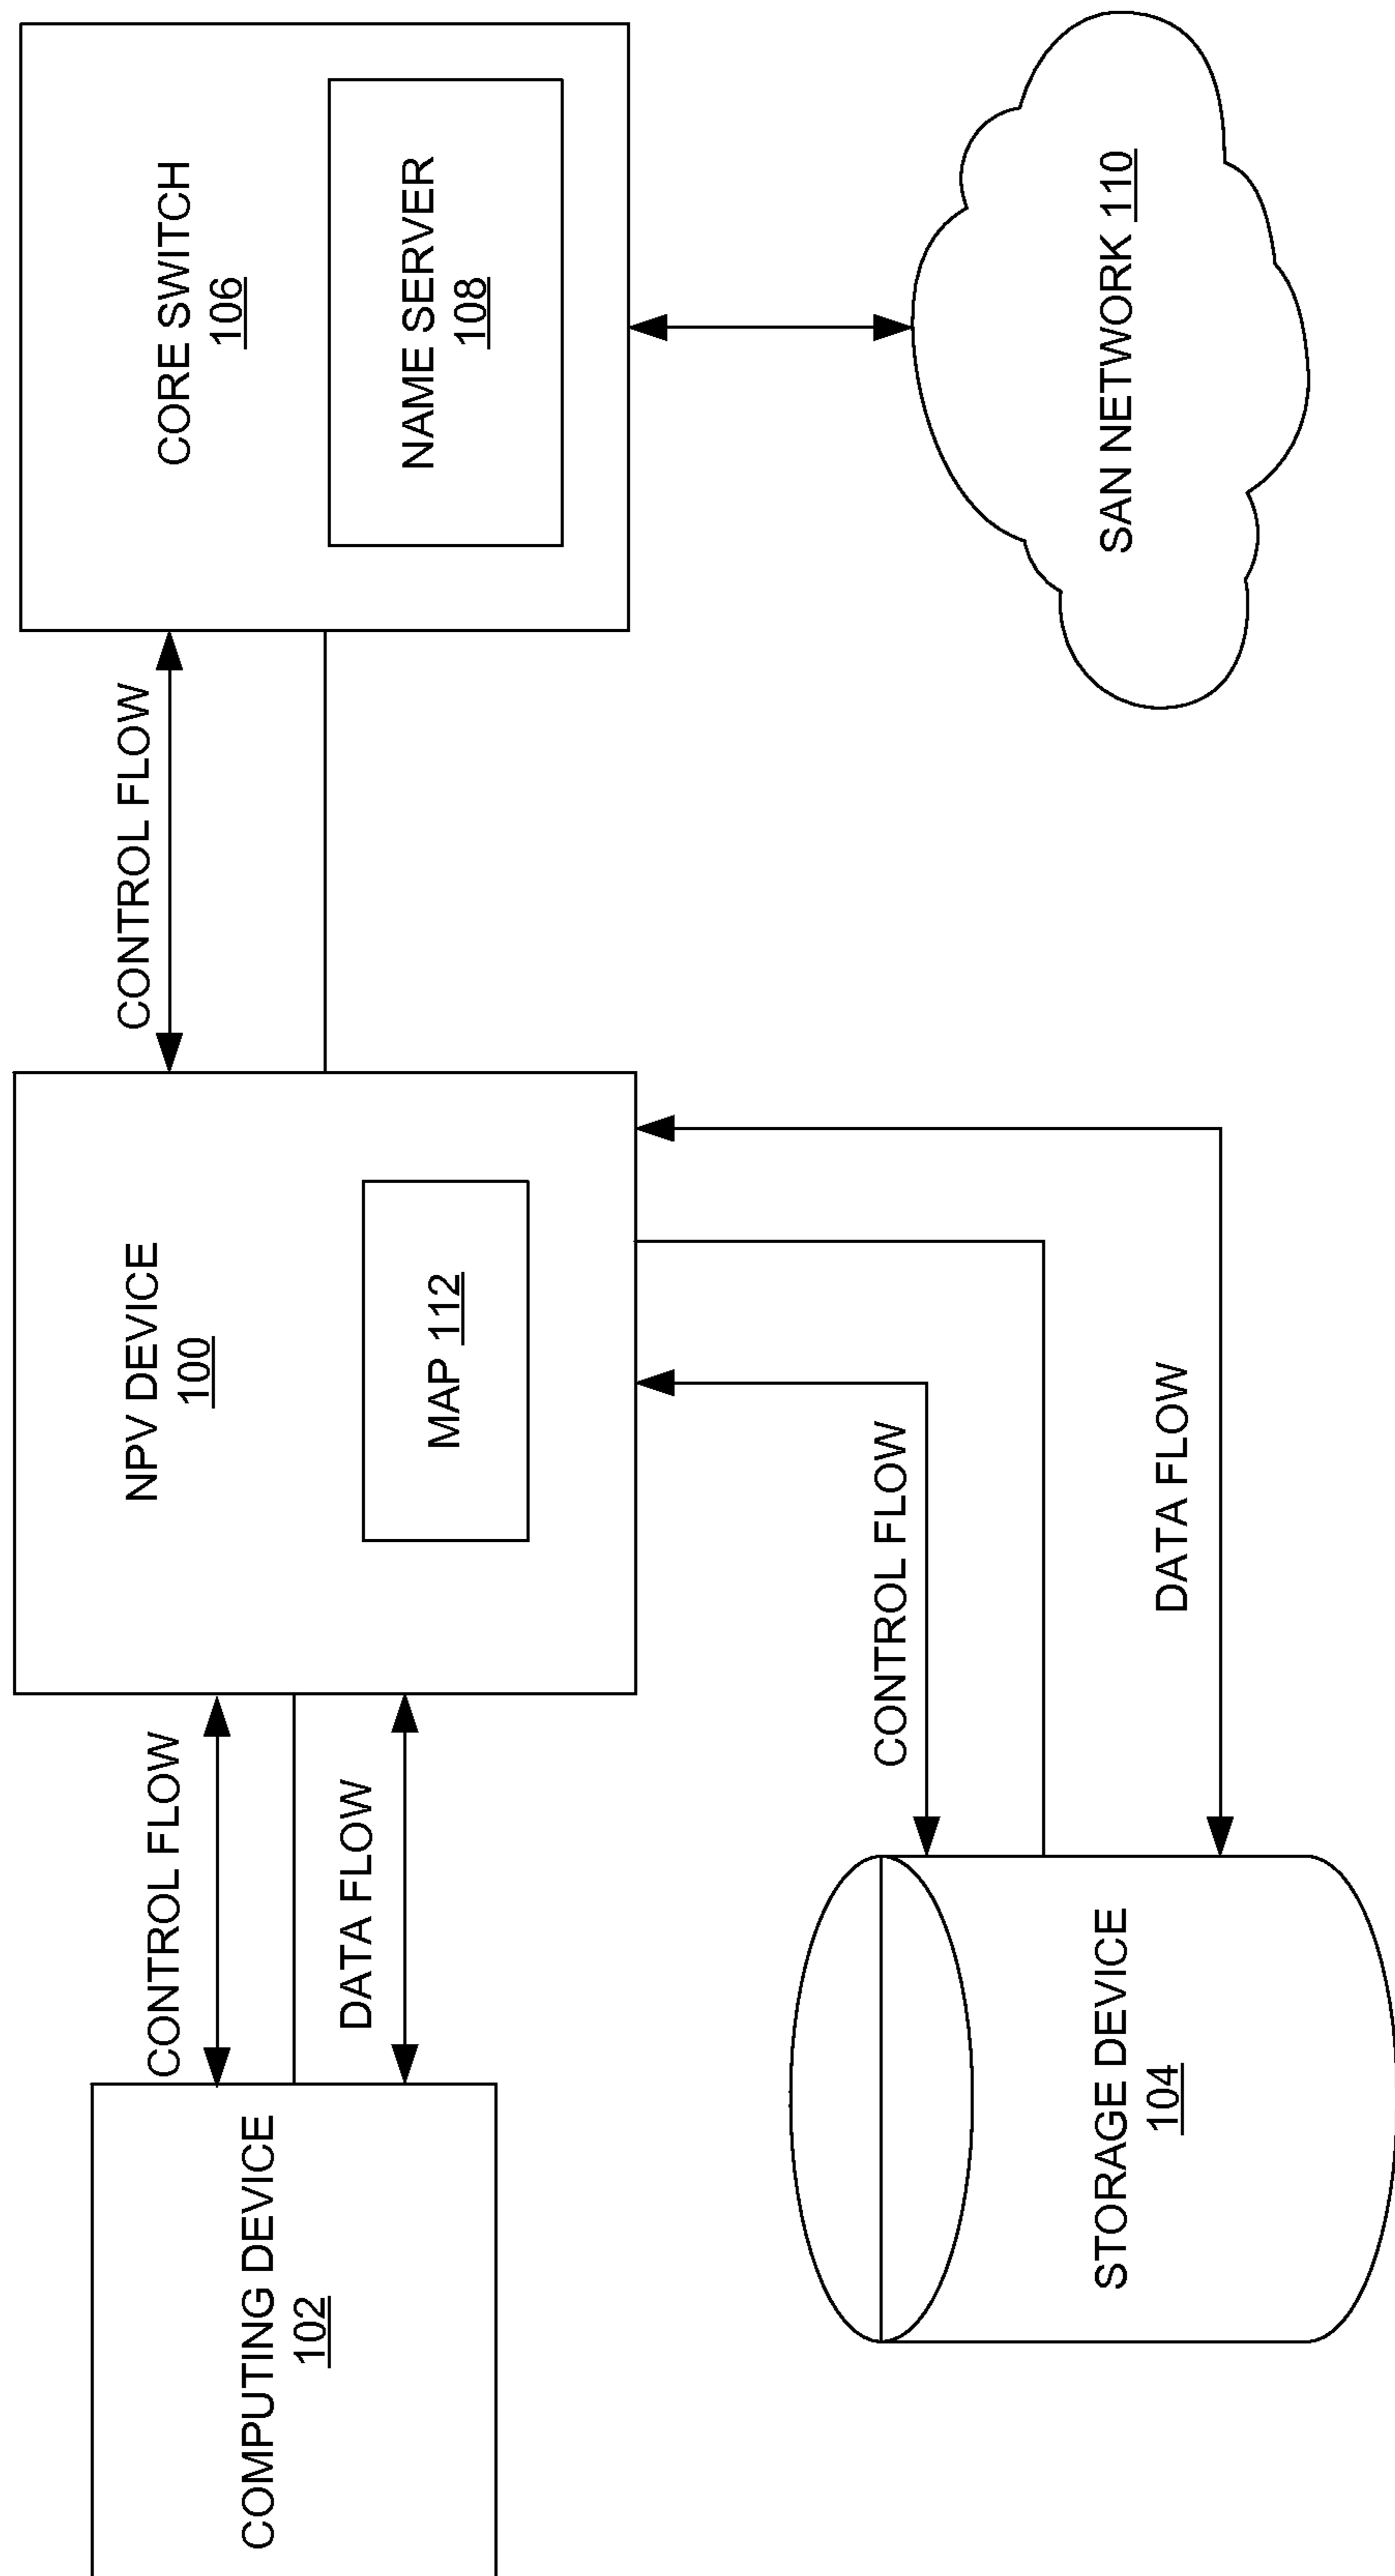 COMPUTING DEVICE
102
CONTROL FLOW
DATA FLOW
NPV DEVICE
100
MAP 112
CONTROL FLOW
CORE SWITCH
106
NAME SERVER
108
STORAGE DEVICE
104
CONTROL FLOW
DATA FLOW
SAN NETWORK 110